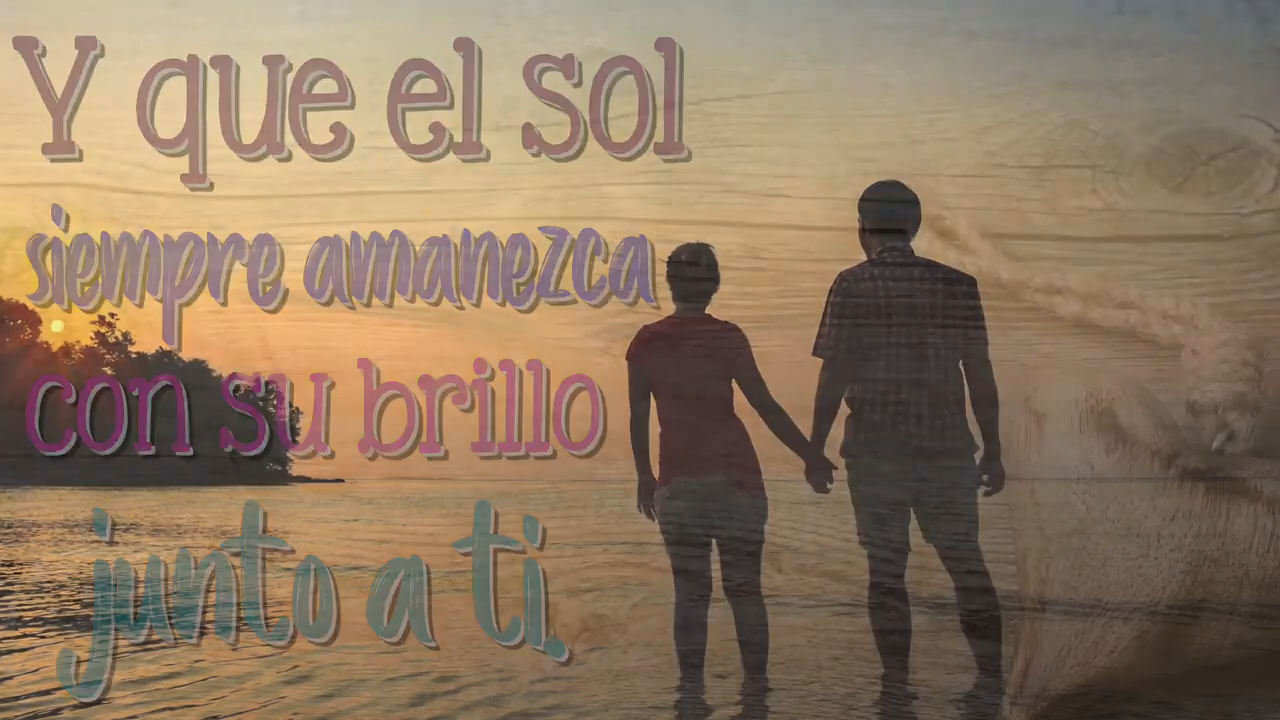 Y que el sol
siempre amanezca
con su brillo
junto a ti.